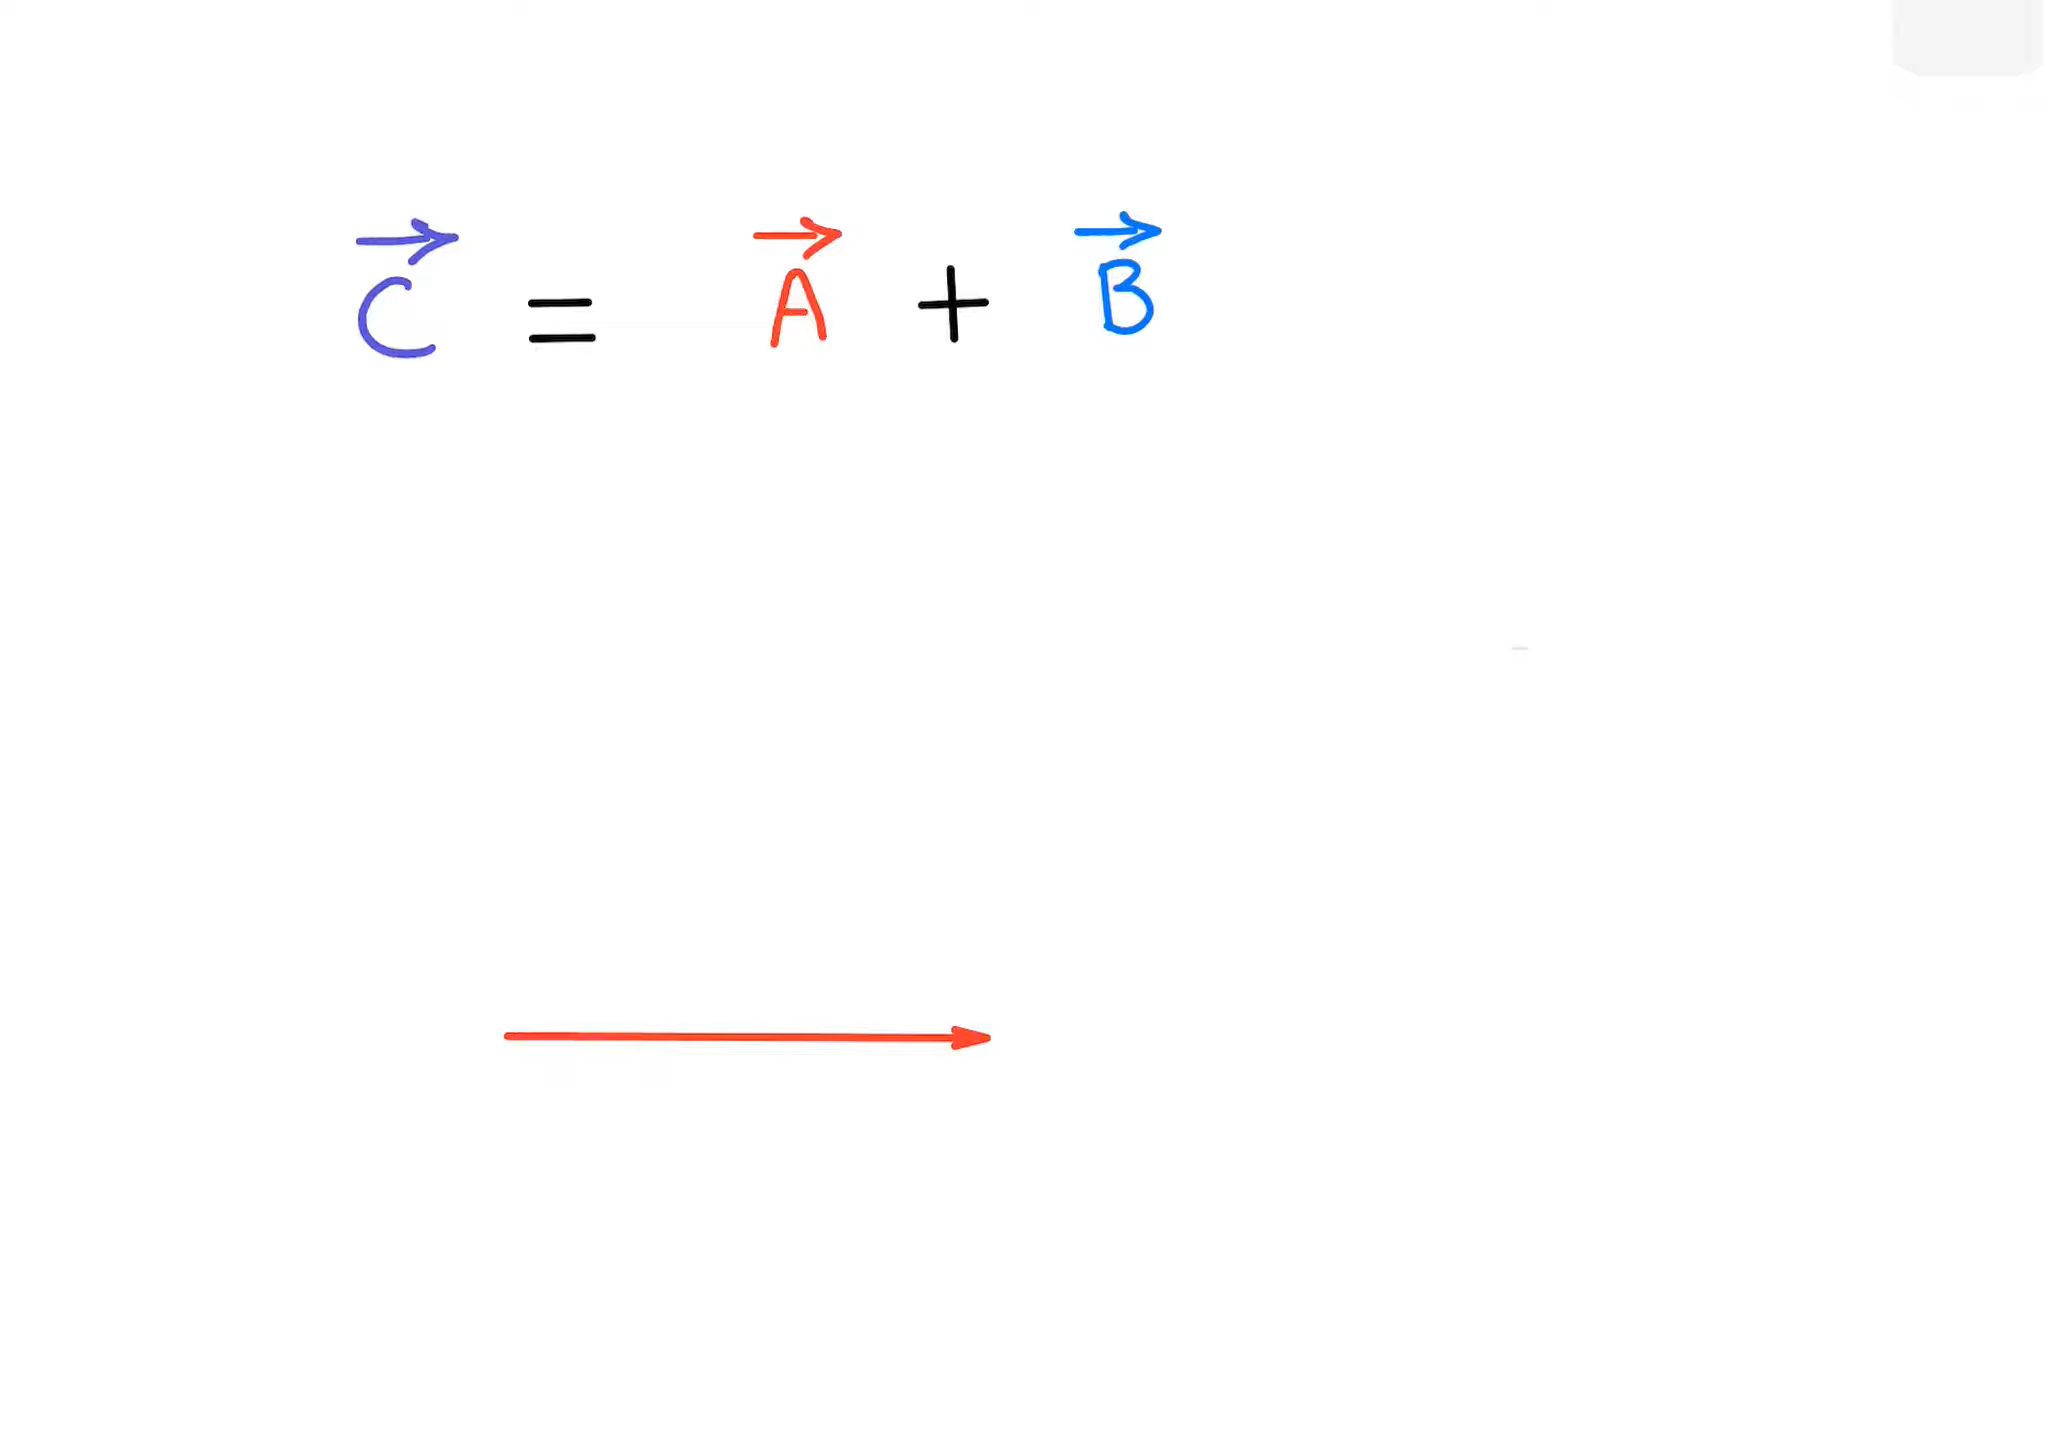 C⃗ = A⃗ + B⃗